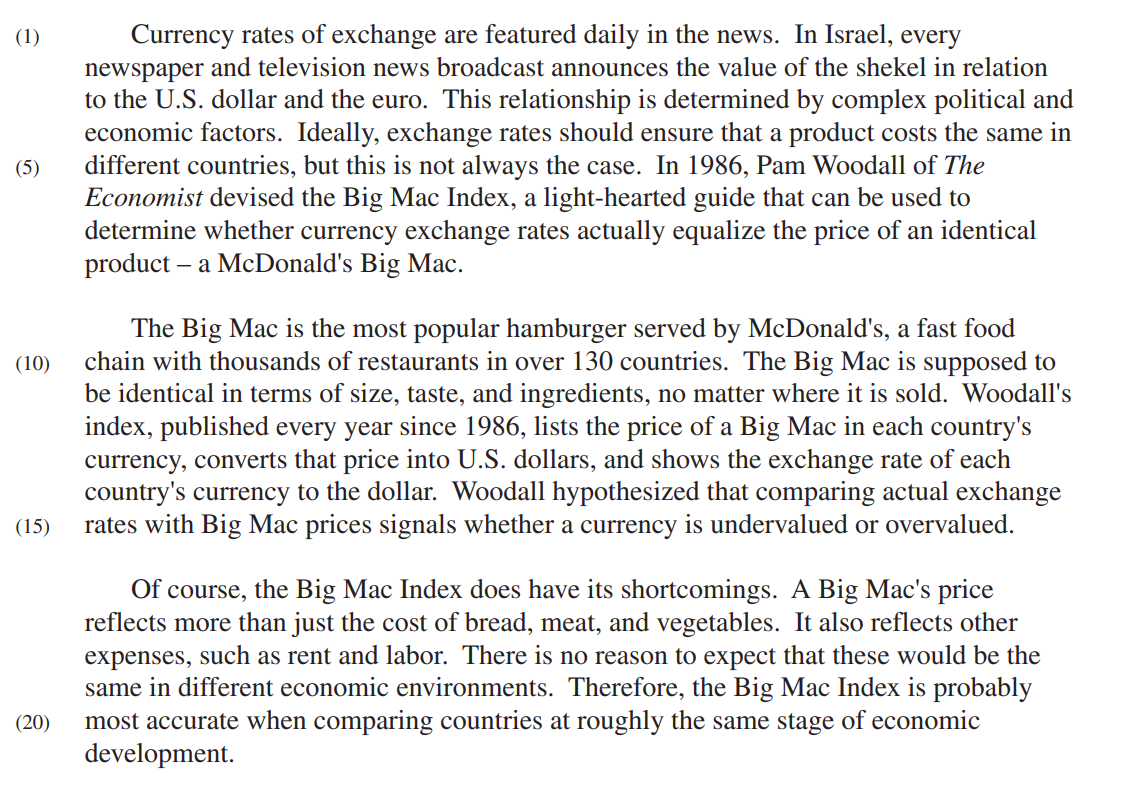 (1) Currency rates of exchange are featured daily in the news. In Israel, every
newspaper and television news broadcast announces the value of the shekel in relation
to the U.S. dollar and the euro. This relationship is determined by complex political and
economic factors. Ideally, exchange rates should ensure that a product costs the same in
(5) different countries, but this is not always the case. In 1986, Pam Woodall of The
Economist devised the Big Mac Index, a light-hearted guide that can be used to
determine whether currency exchange rates actually equalize the price of an identical
product – a McDonald's Big Mac.
The Big Mac is the most popular hamburger served by McDonald's, a fast food
(10) chain with thousands of restaurants in over 130 countries. The Big Mac is supposed to
be identical in terms of size, taste, and ingredients, no matter where it is sold. Woodall's
index, published every year since 1986, lists the price of a Big Mac in each country's
currency, converts that price into U.S. dollars, and shows the exchange rate of each
country's currency to the dollar. Woodall hypothesized that comparing actual exchange
(15) rates with Big Mac prices signals whether a currency is undervalued or overvalued.
Of course, the Big Mac Index does have its shortcomings. A Big Mac's price
reflects more than just the cost of bread, meat, and vegetables. It also reflects other
expenses, such as rent and labor. There is no reason to expect that these would be the
same in different economic environments. Therefore, the Big Mac Index is probably
(20) most accurate when comparing countries at roughly the same stage of economic
development.